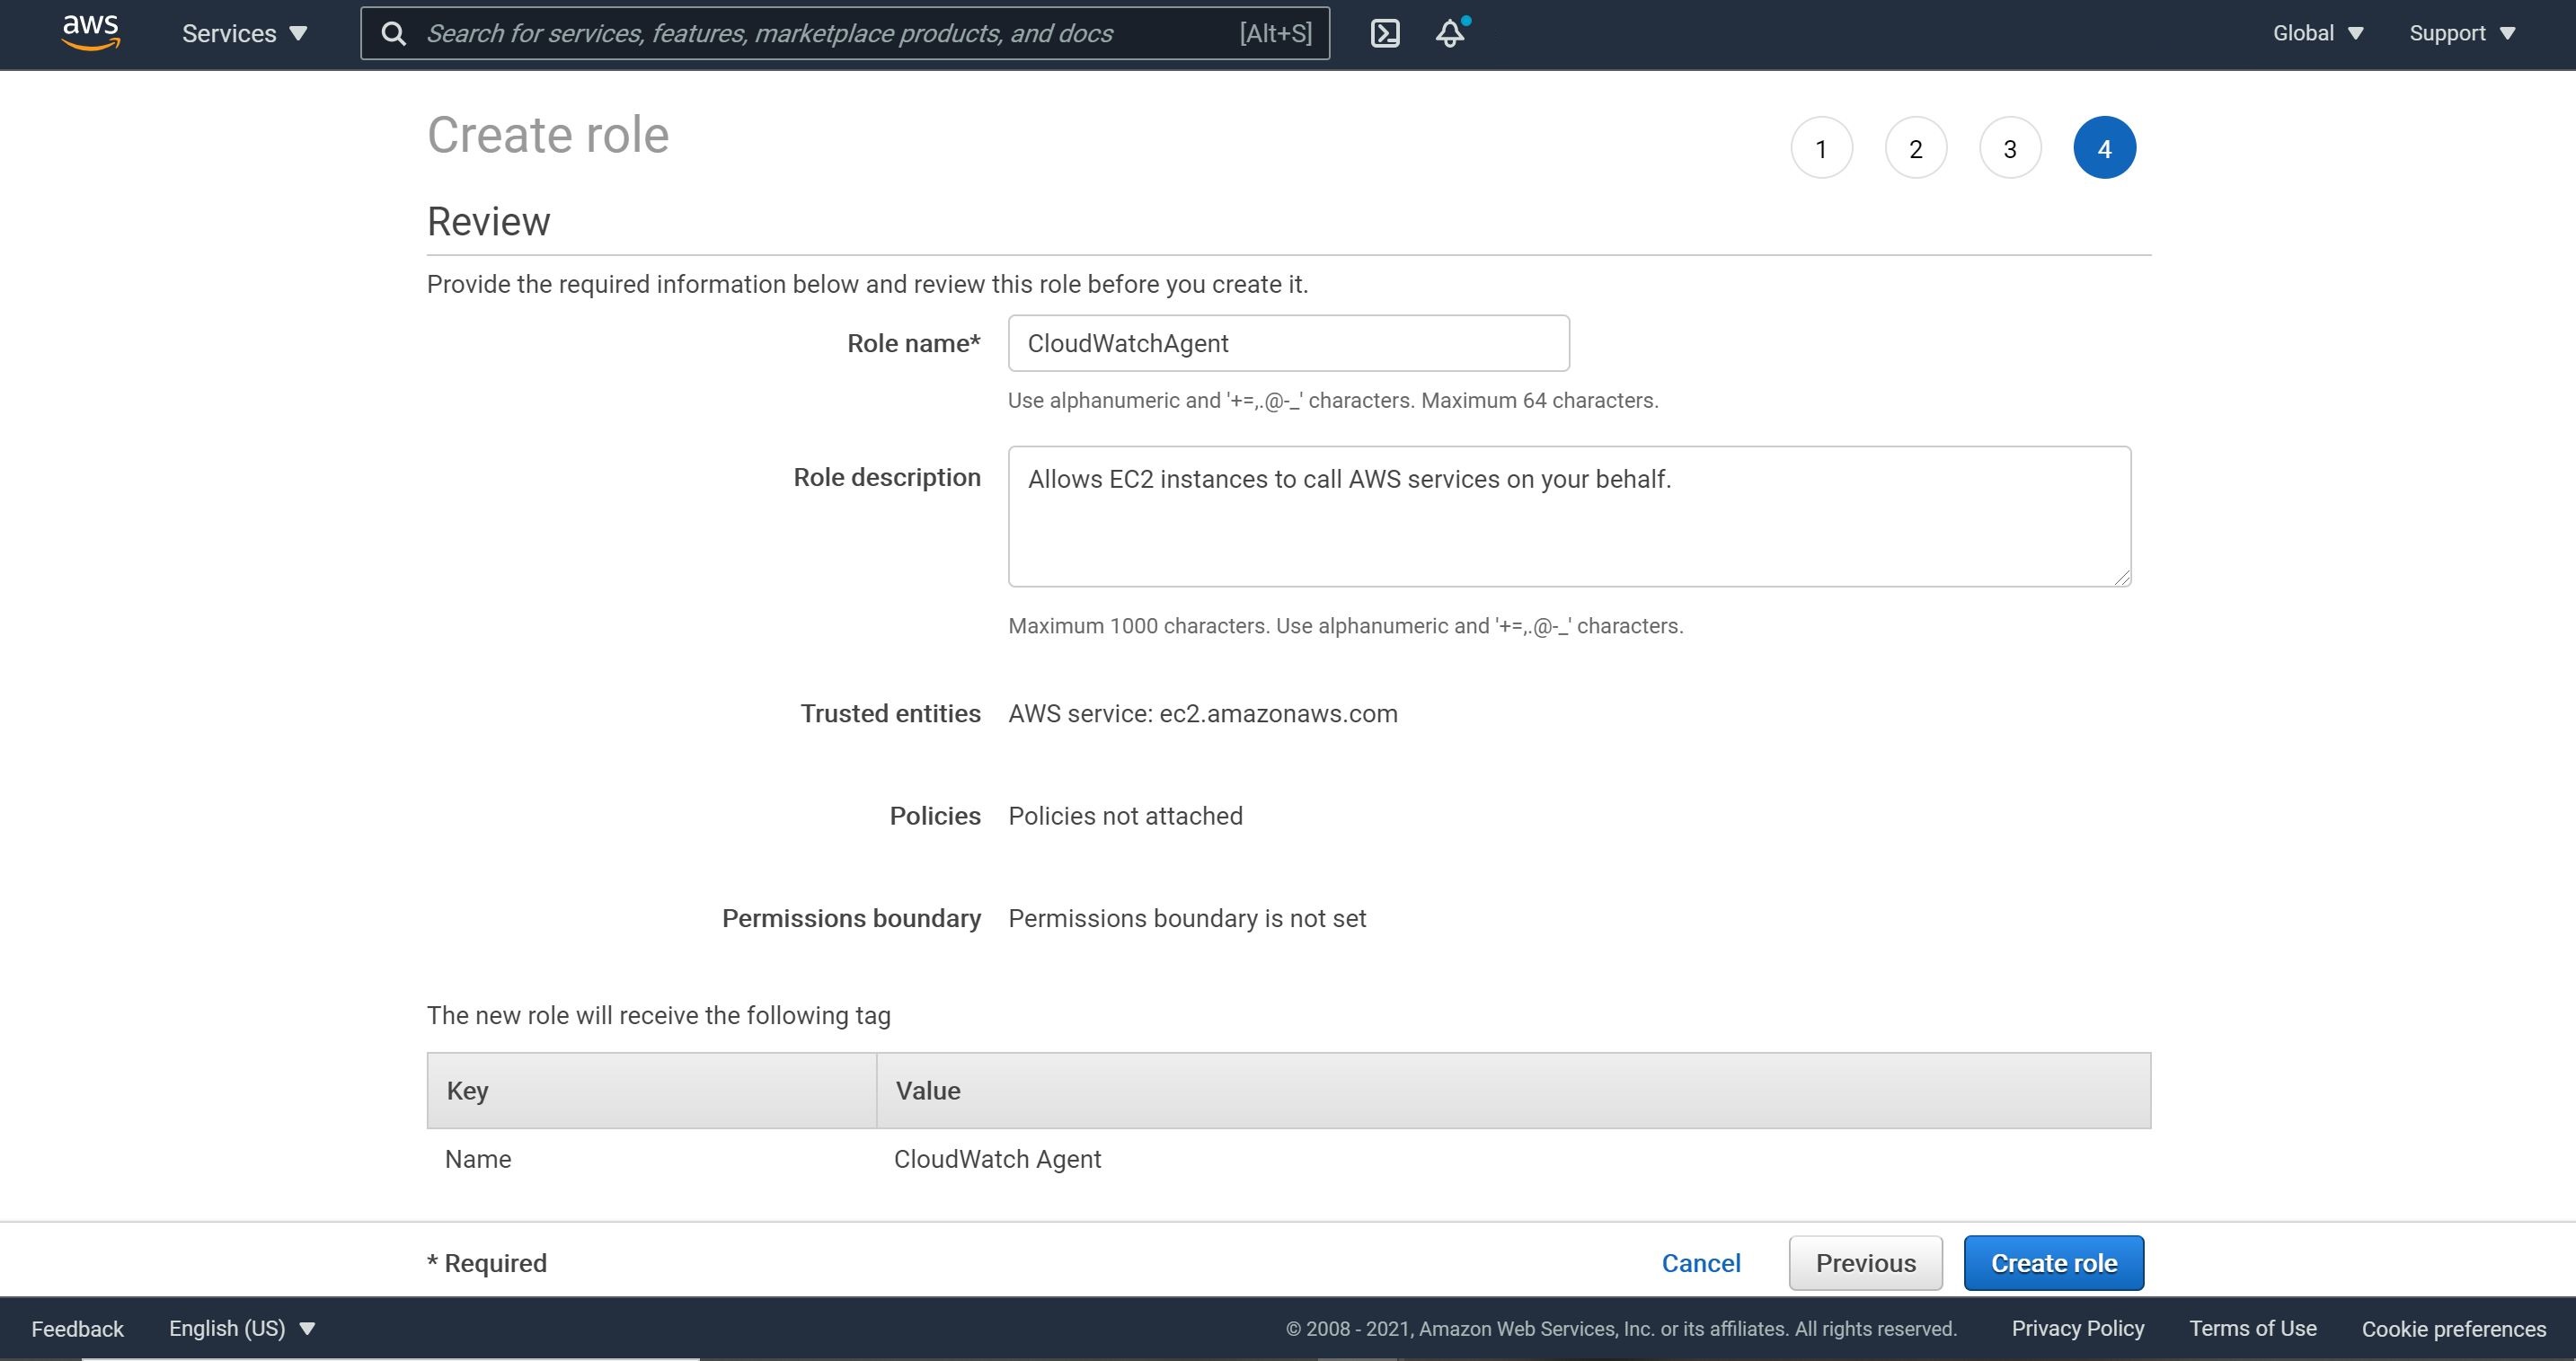 aws
Services
Search for services, features, marketplace products, and docs
[Alt+S]
Global
Support
Create role
1 2 3 4
Review
Provide the required information below and review this role before you create it.
Role name*
CloudWatchAgent
Use alphanumeric and '+=,.@-_' characters. Maximum 64 characters.
Role description
Allows EC2 instances to call AWS services on your behalf.
Maximum 1000 characters. Use alphanumeric and '+=,.@-_' characters.
Trusted entities
AWS service: ec2.amazonaws.com
Policies
Policies not attached
Permissions boundary
Permissions boundary is not set
The new role will receive the following tag
Key
Value
Name
CloudWatch Agent
* Required
Cancel
Previous
Create role
Feedback
English (US)
© 2008 - 2021, Amazon Web Services, Inc. or its affiliates. All rights reserved.
Privacy Policy
Terms of Use
Cookie preferences